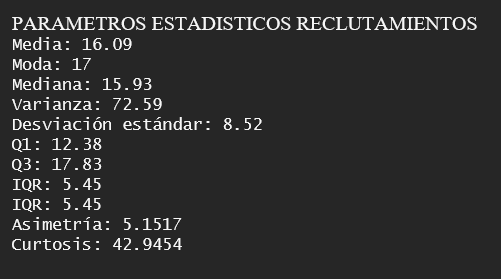 PARAMETROS ESTADISTICOS RECLUTAMIENTOS
Media: 16.09
Moda: 17
Mediana: 15.93
Varianza: 72.59
Desviación estándar: 8.52
Q1: 12.38
Q3: 17.83
IQR: 5.45
IQR: 5.45
Asimetría: 5.1517
Curtosis: 42.9454